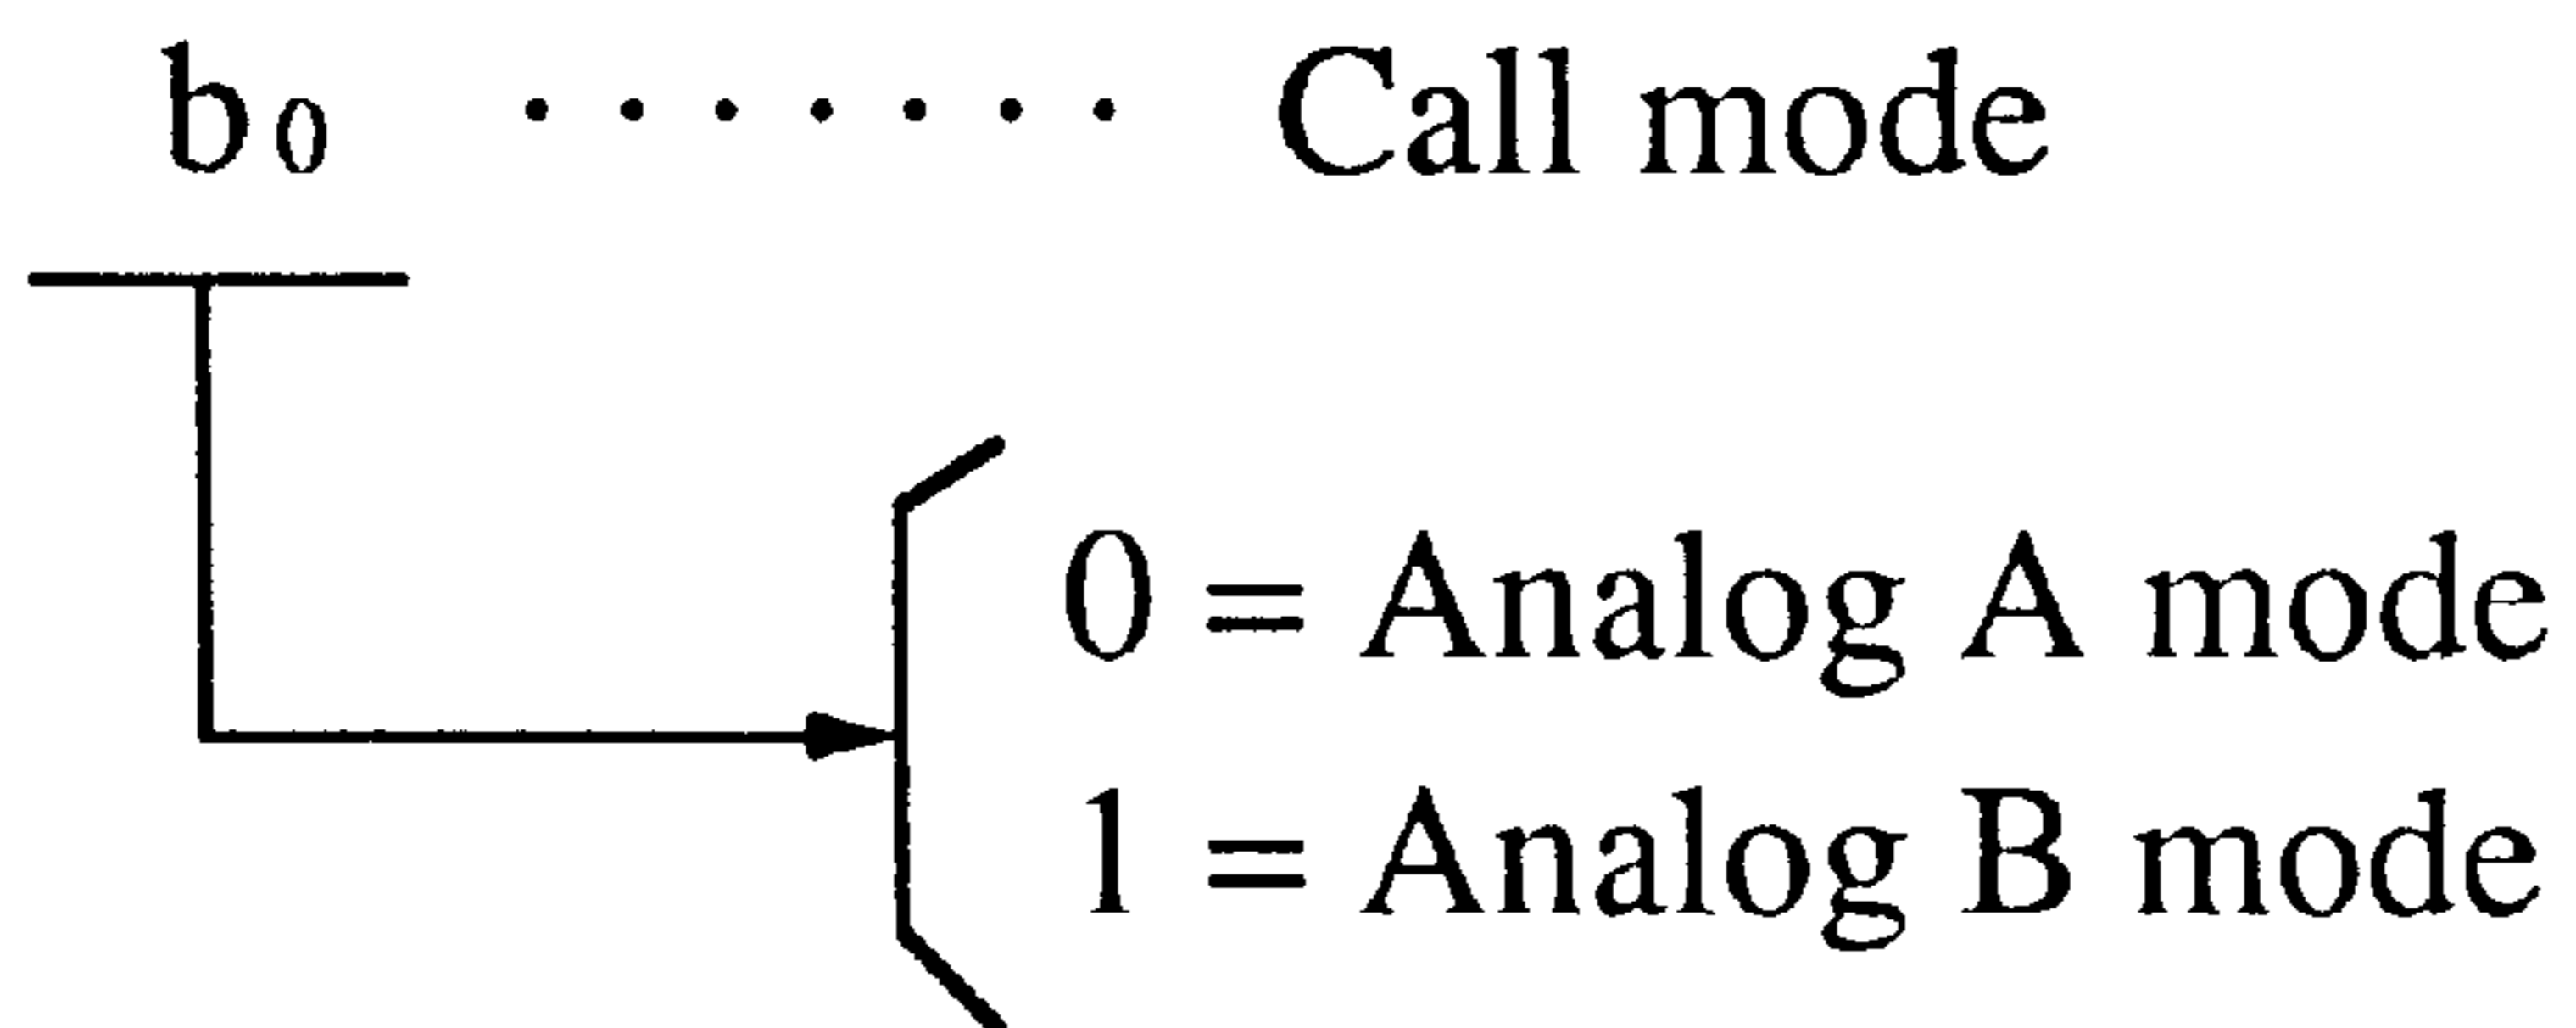 b₀ · · · · · · · Call mode
0 = Analog A mode
1 = Analog B mode